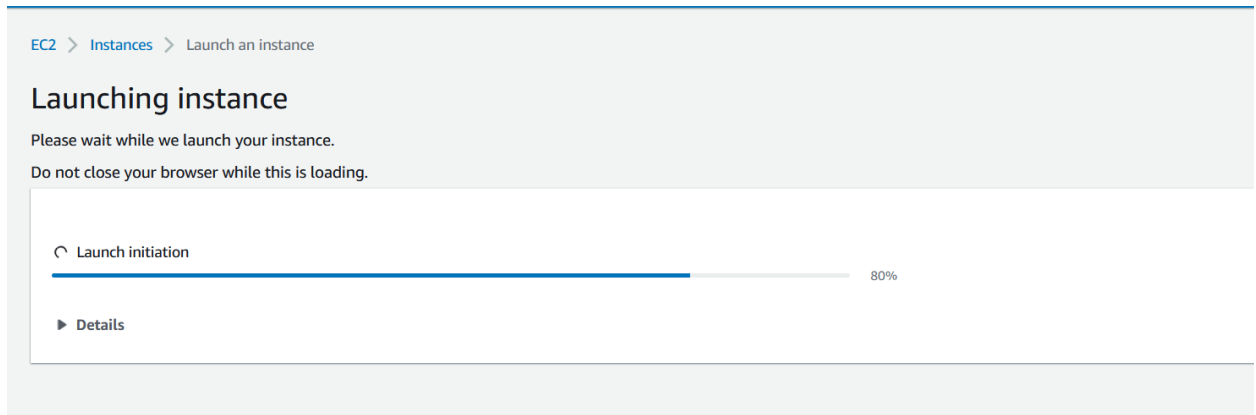 EC2 > Instances > Launch an instance
Launching instance
Please wait while we launch your instance.
Do not close your browser while this is loading.
Launch initiation
80%
Details